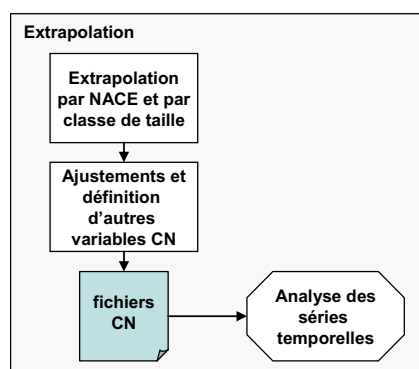 Extrapolation
Extrapolation
par NACE et par
classe de taille
Ajustements et
définition
d'autres
variables CN
fichiers
CN
Analyse des
séries
temporelles